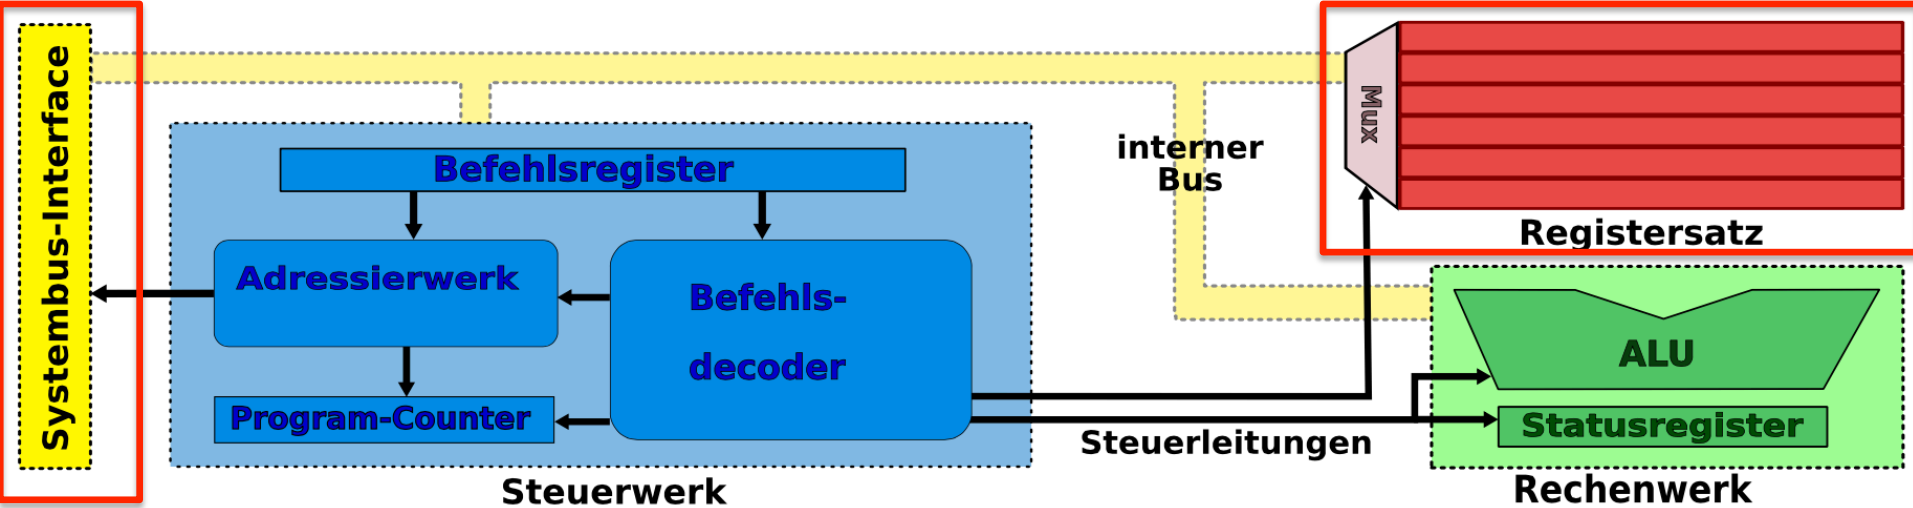 Systembus-Interface
Befehlsregister
Adressierwerk
Befehls-
decoder
Program-Counter
Steuerwerk
interner
Bus
Steuerleitungen
Mux
Registersatz
ALU
Statusregister
Rechenwerk